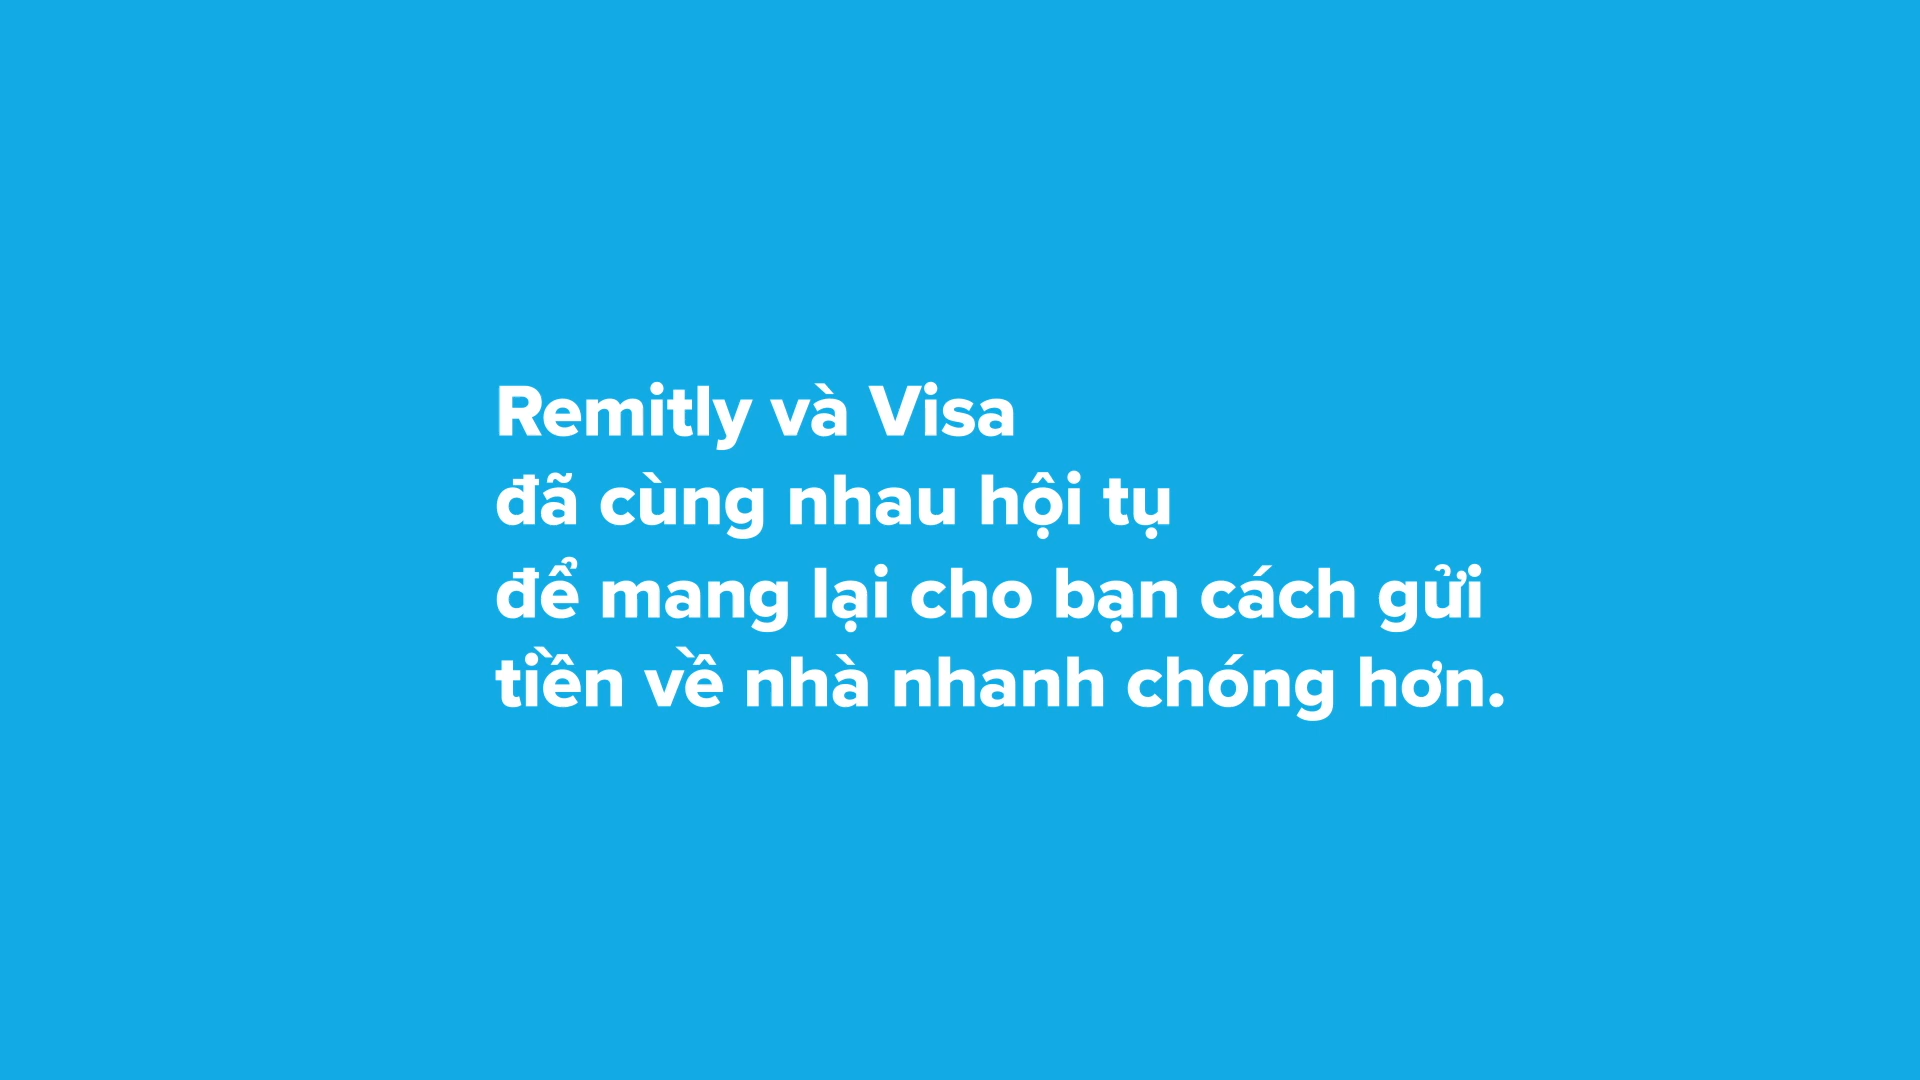 Remitly và Visa
đã cùng nhau hội tụ
để mang lại cho bạn cách gửi
tiền về nhà nhanh chóng hơn.